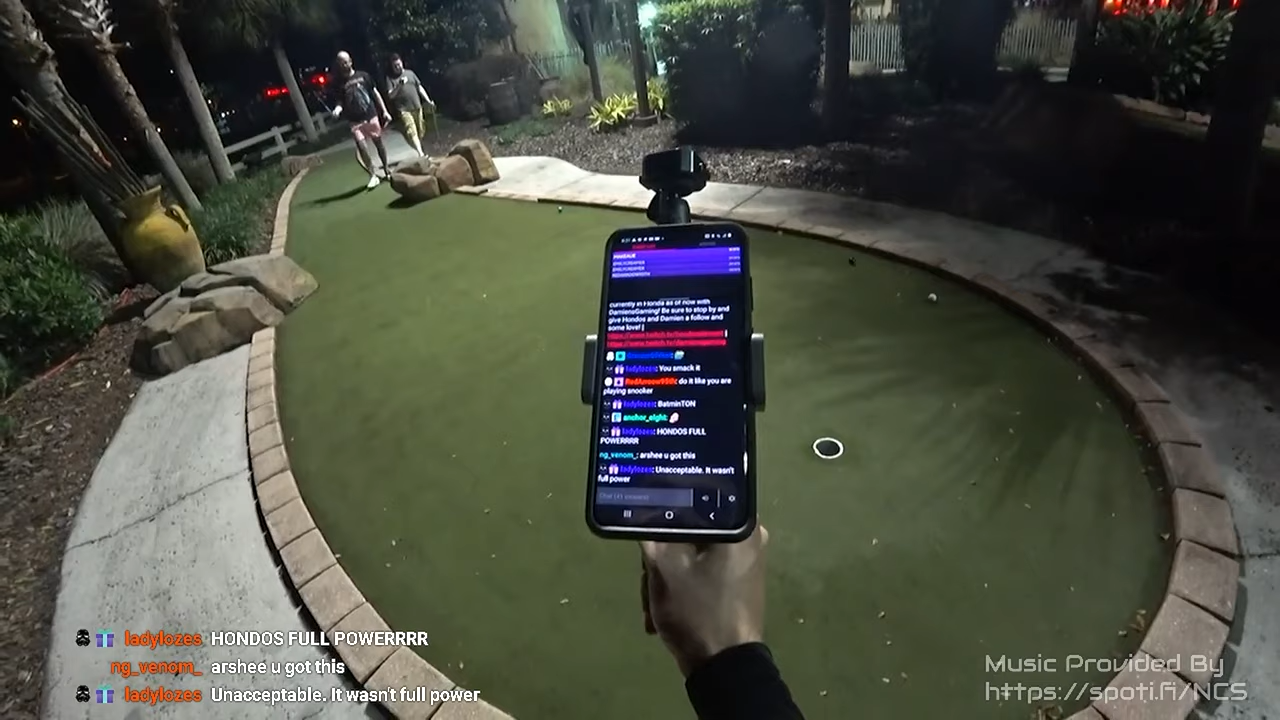 currently in Honda as of now with
DamiensGaming! Be sure to stop by and
give Hondos and Damien a follow and
some love! |
ladylozes: You smack it
RedArrow95th: do it like you are
playing snooker
ladylozes: BatminTON
anchor_eight:
ladylozes: HONDOS FULL
POWERRRR
ng_venom_: arshee u got this
ladylozes: Unacceptable. It wasn't
full power
ladylozes HONDOS FULL POWERRRR
ng_venom_ arshee u got this
ladylozes Unacceptable. It wasn't full power
Music Provided By
https://spoti.fi/NCS